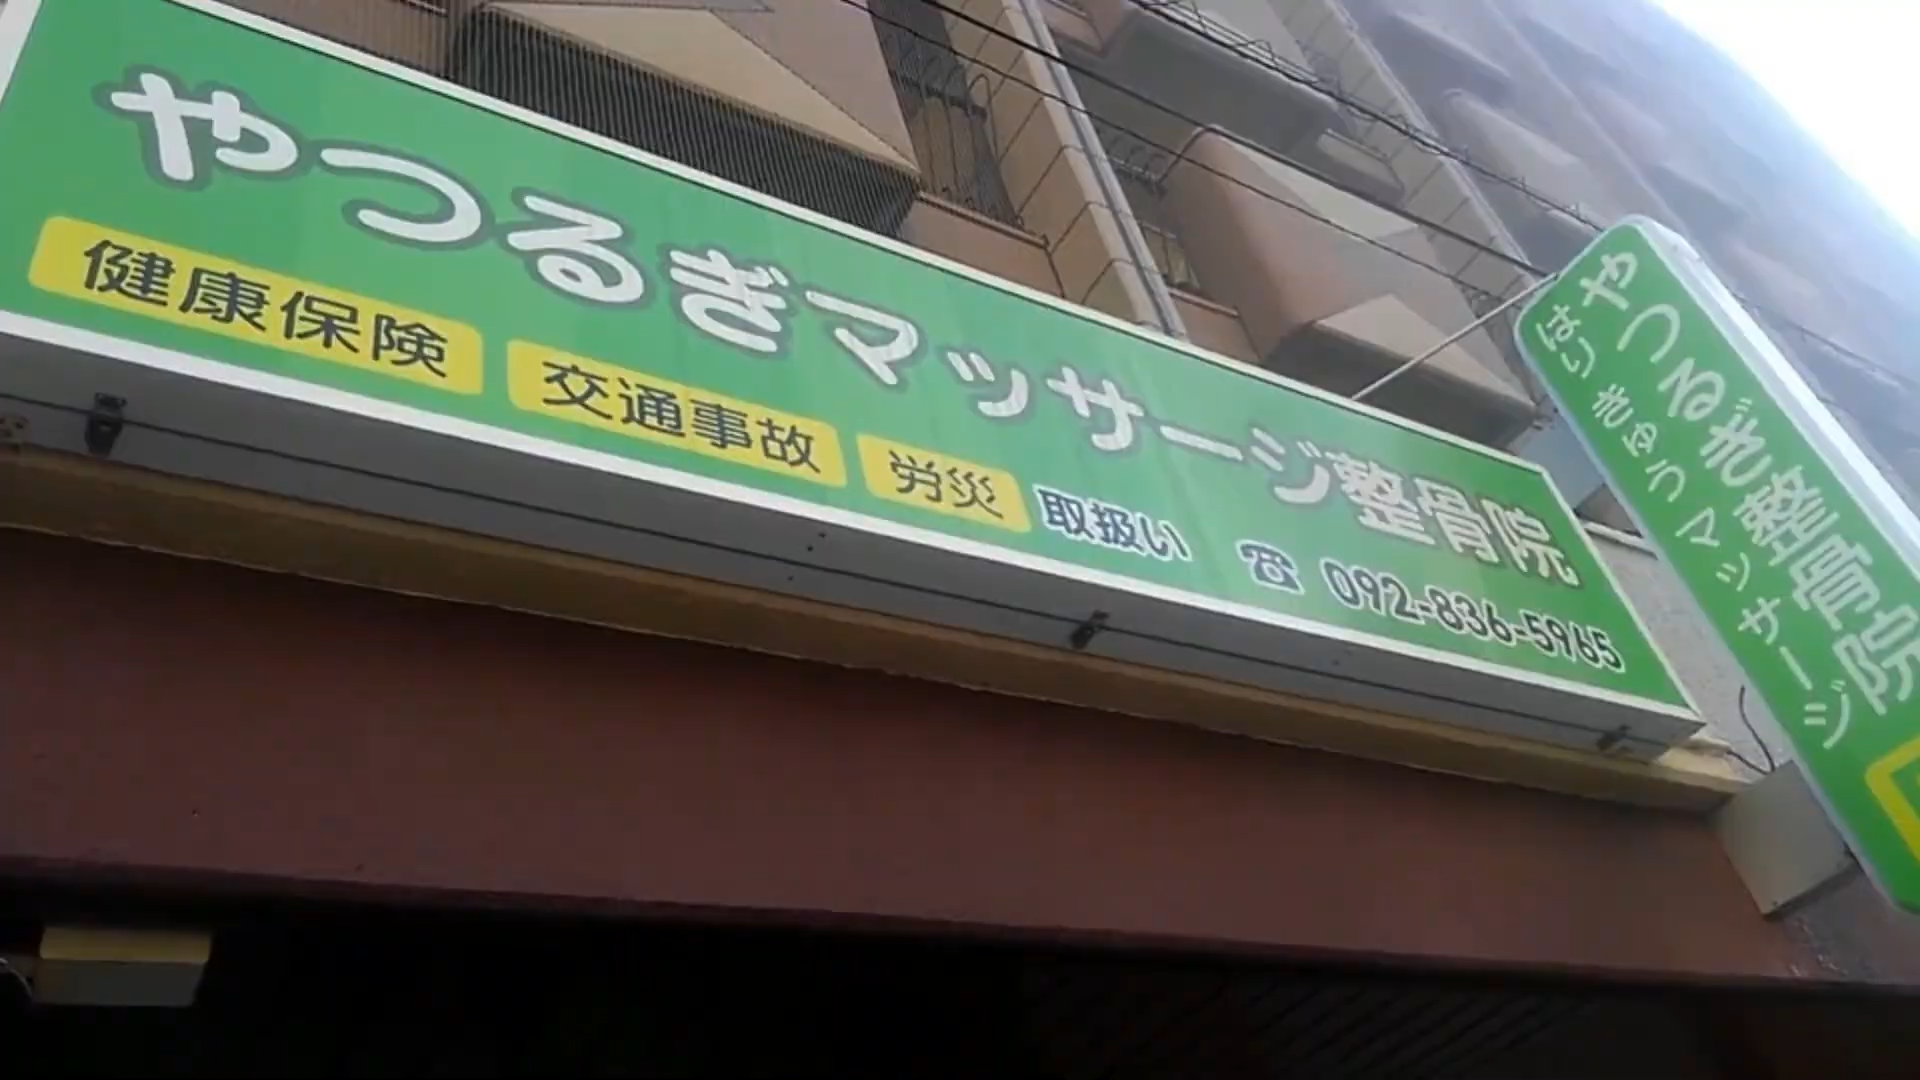 やつるぎマッサージ整骨院
健康保険 交通事故 労災 取扱い ☎ 092-836-5965
やつるぎ整骨院
はり きゅう マッサージ